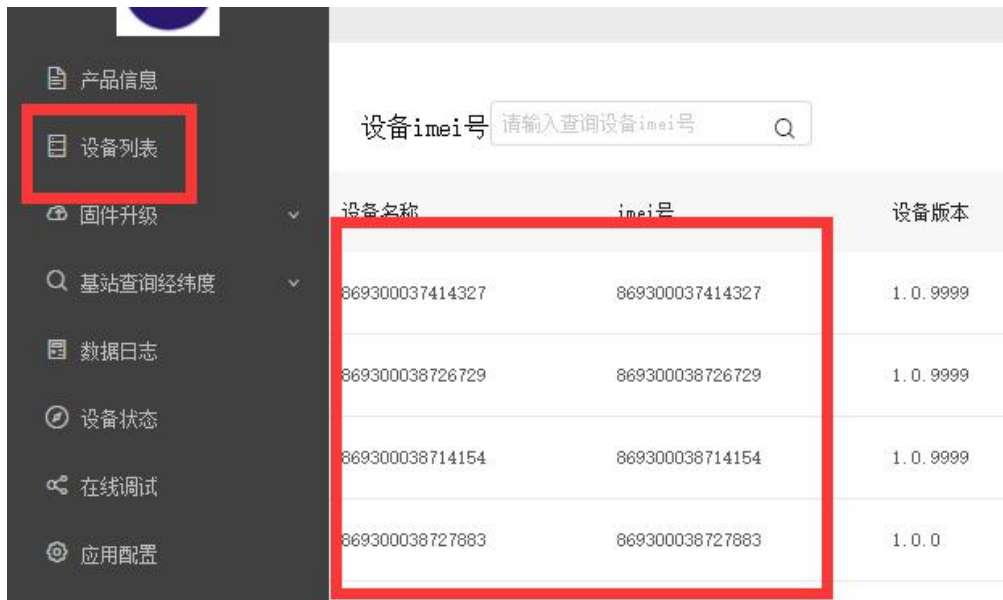 产品信息
设备列表
固件升级
基站查询经纬度
数据日志
设备状态
在线调试
应用配置
设备imei号 请输入查询设备imei号
设备名称 imei号 设备版本
869300037414327 869300037414327 1.0.9999
869300038726729 869300038726729 1.0.9999
869300038714154 869300038714154 1.0.9999
869300038727883 869300038727883 1.0.0